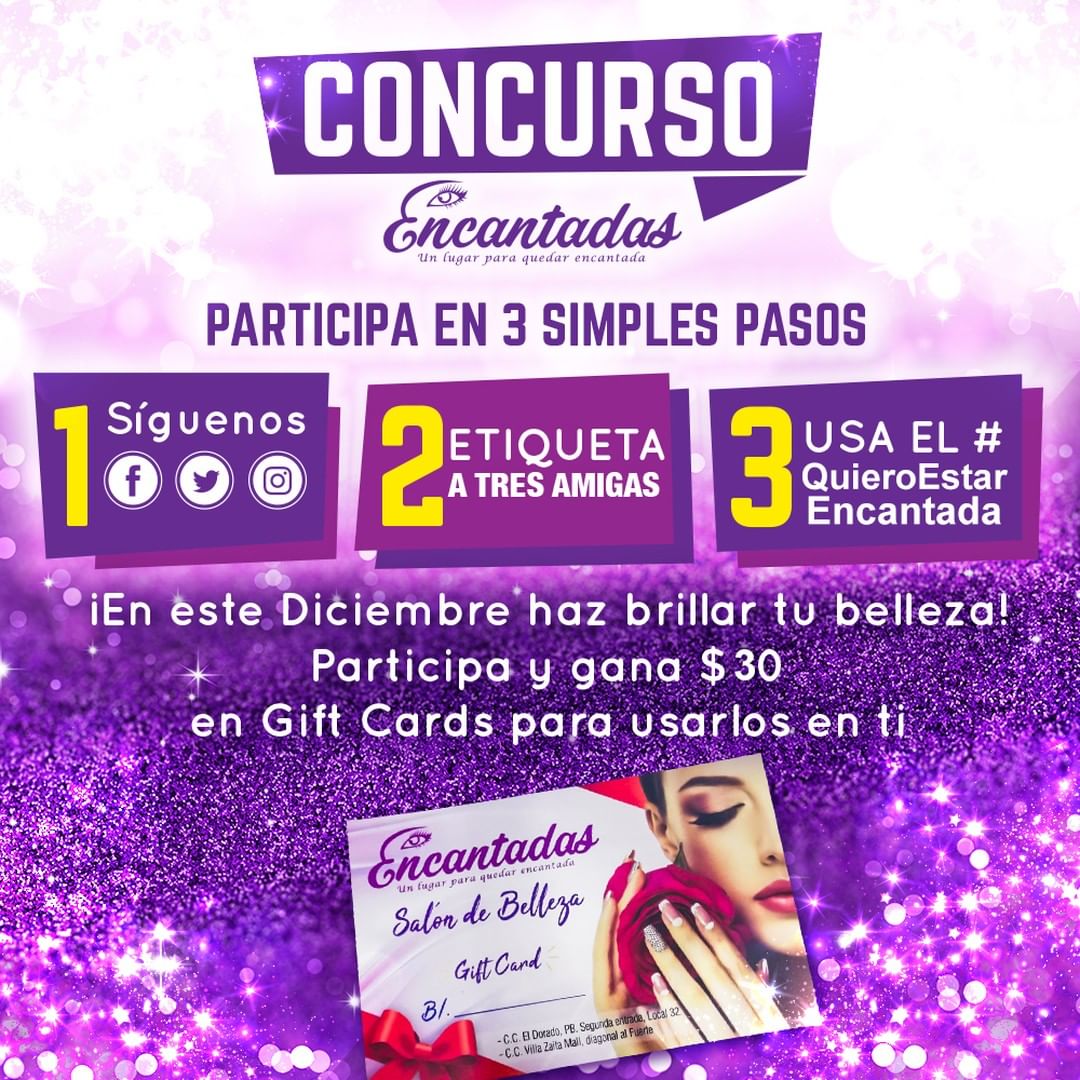 CONCURSO
Encantadas
Un lugar para quedar encantada
PARTICIPA EN 3 SIMPLES PASOS
1 Síguenos
2 ETIQUETA
A TRES AMIGAS
3 USA EL #
QuieroEstar
Encantada
¡En este Diciembre haz brillar tu belleza!
Participa y gana $30
en Gift Cards para usarlos en ti
Encantadas
Un lugar para quedar encantada
Salón de Belleza
Gift Card
B/.
- C.C. El Dorado, PB. Segunda entrada, Local 32
- C.C. Villa Zaita Mall, diagonal al Fuerte